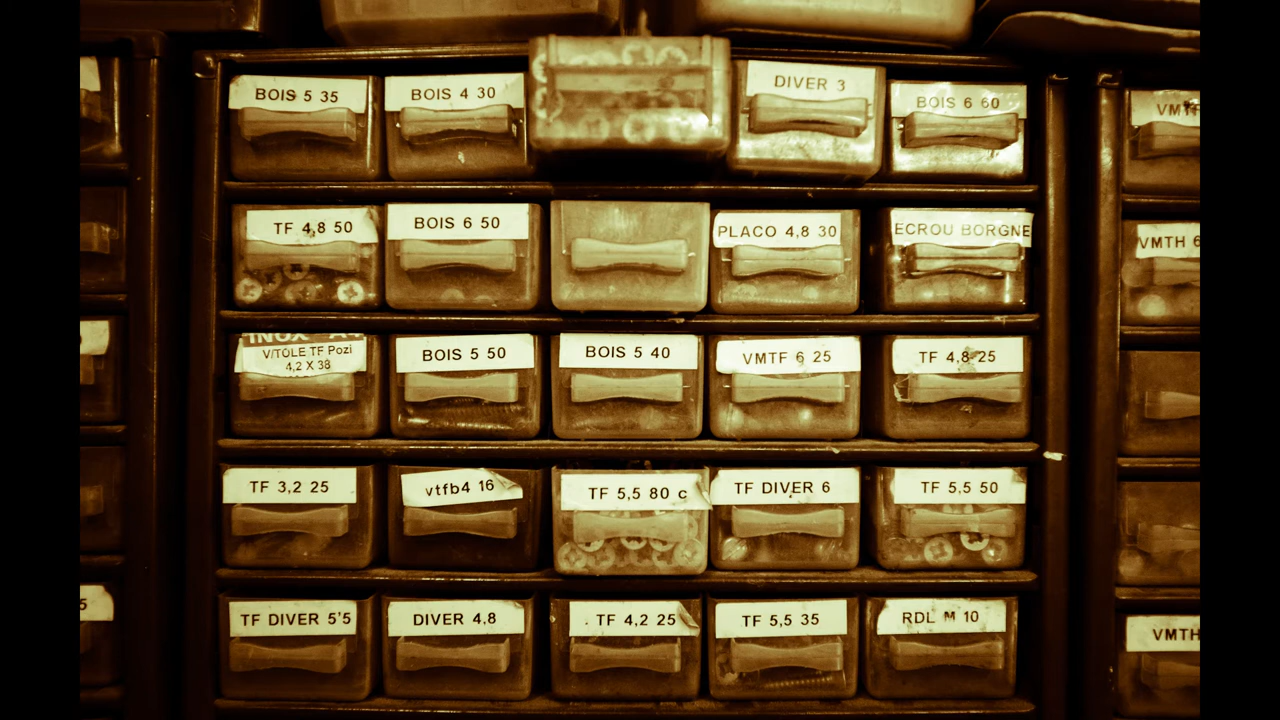 BOIS 5 35
BOIS 4 30
DIVER 3
BOIS 6 60
TF 4,8 50
BOIS 6 50
PLACO 4,8 30
ECROU BORGNE
VMTH 6
INOX
V/TÔLE TF Pozi
4,2 X 38
BOIS 5 50
BOIS 5 40
VMTF 6 25
TF 4,8 25
TF 3,2 25
vtfb4 16
TF 5,5 80 c
TF DIVER 6
TF 5,5 50
5
TF DIVER 5'5
DIVER 4,8
. TF 4,2 25
TF 5,5 35
RDL M 10
VMTH